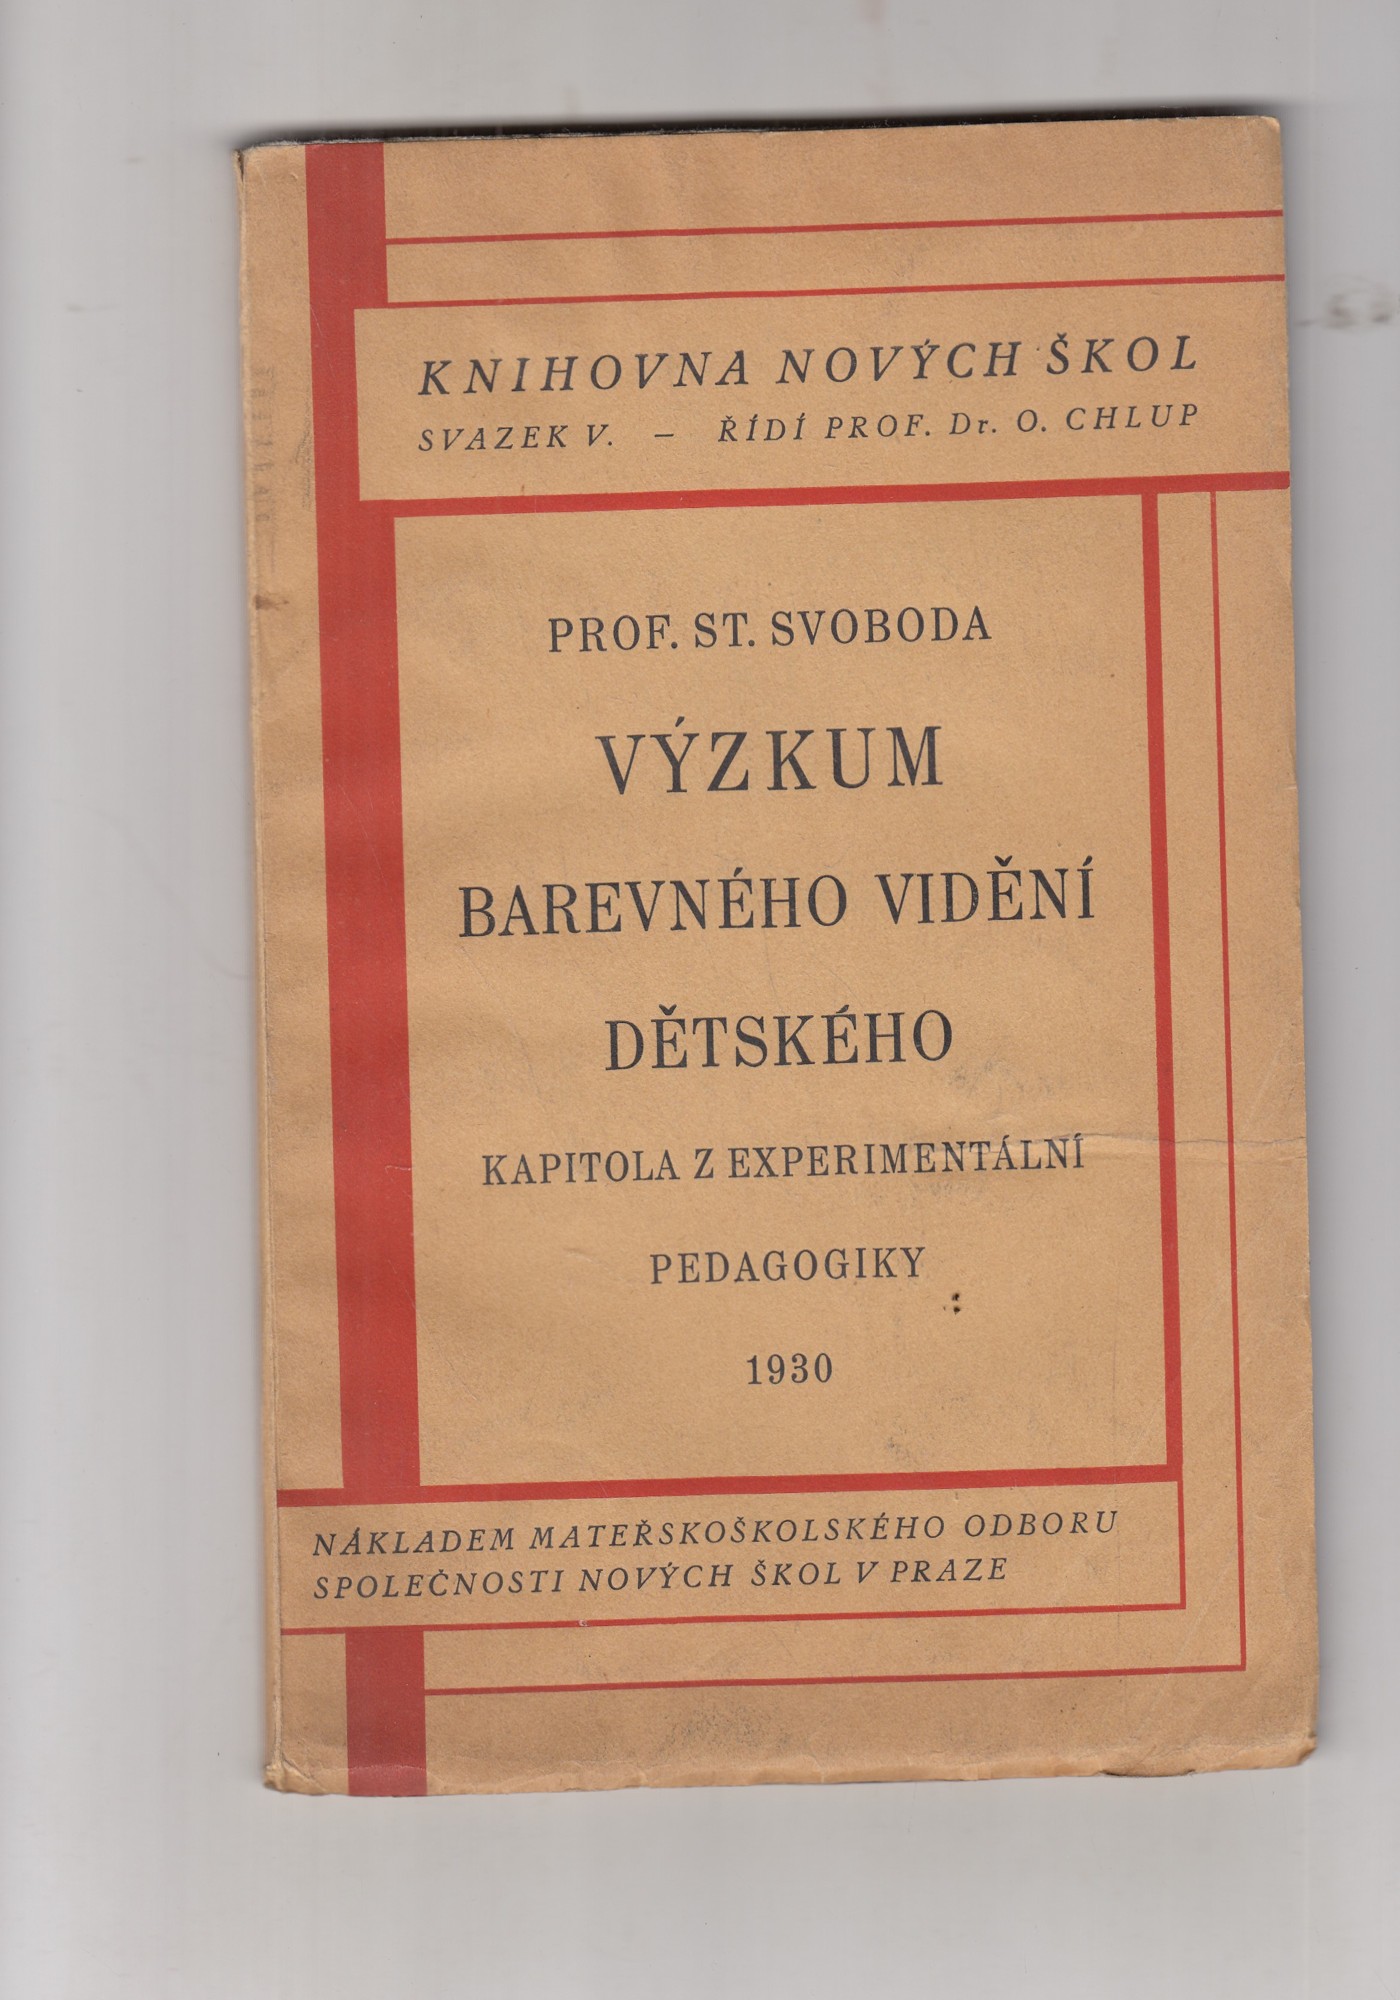 KNIHOVNA NOVÝCH ŠKOL
SVAZEK V. – ŘÍDÍ PROF. Dr. O. CHLUP
PROF. ST. SVOBODA
VÝZKUM
BAREVNÉHO VIDĚNÍ
DĚTSKÉHO
KAPITOLA Z EXPERIMENTÁLNÍ
PEDAGOGIKY
1930
NÁKLADEM MATEŘSKOŠKOLSKÉHO ODBORU
SPOLEČNOSTI NOVÝCH ŠKOL V PRAZE